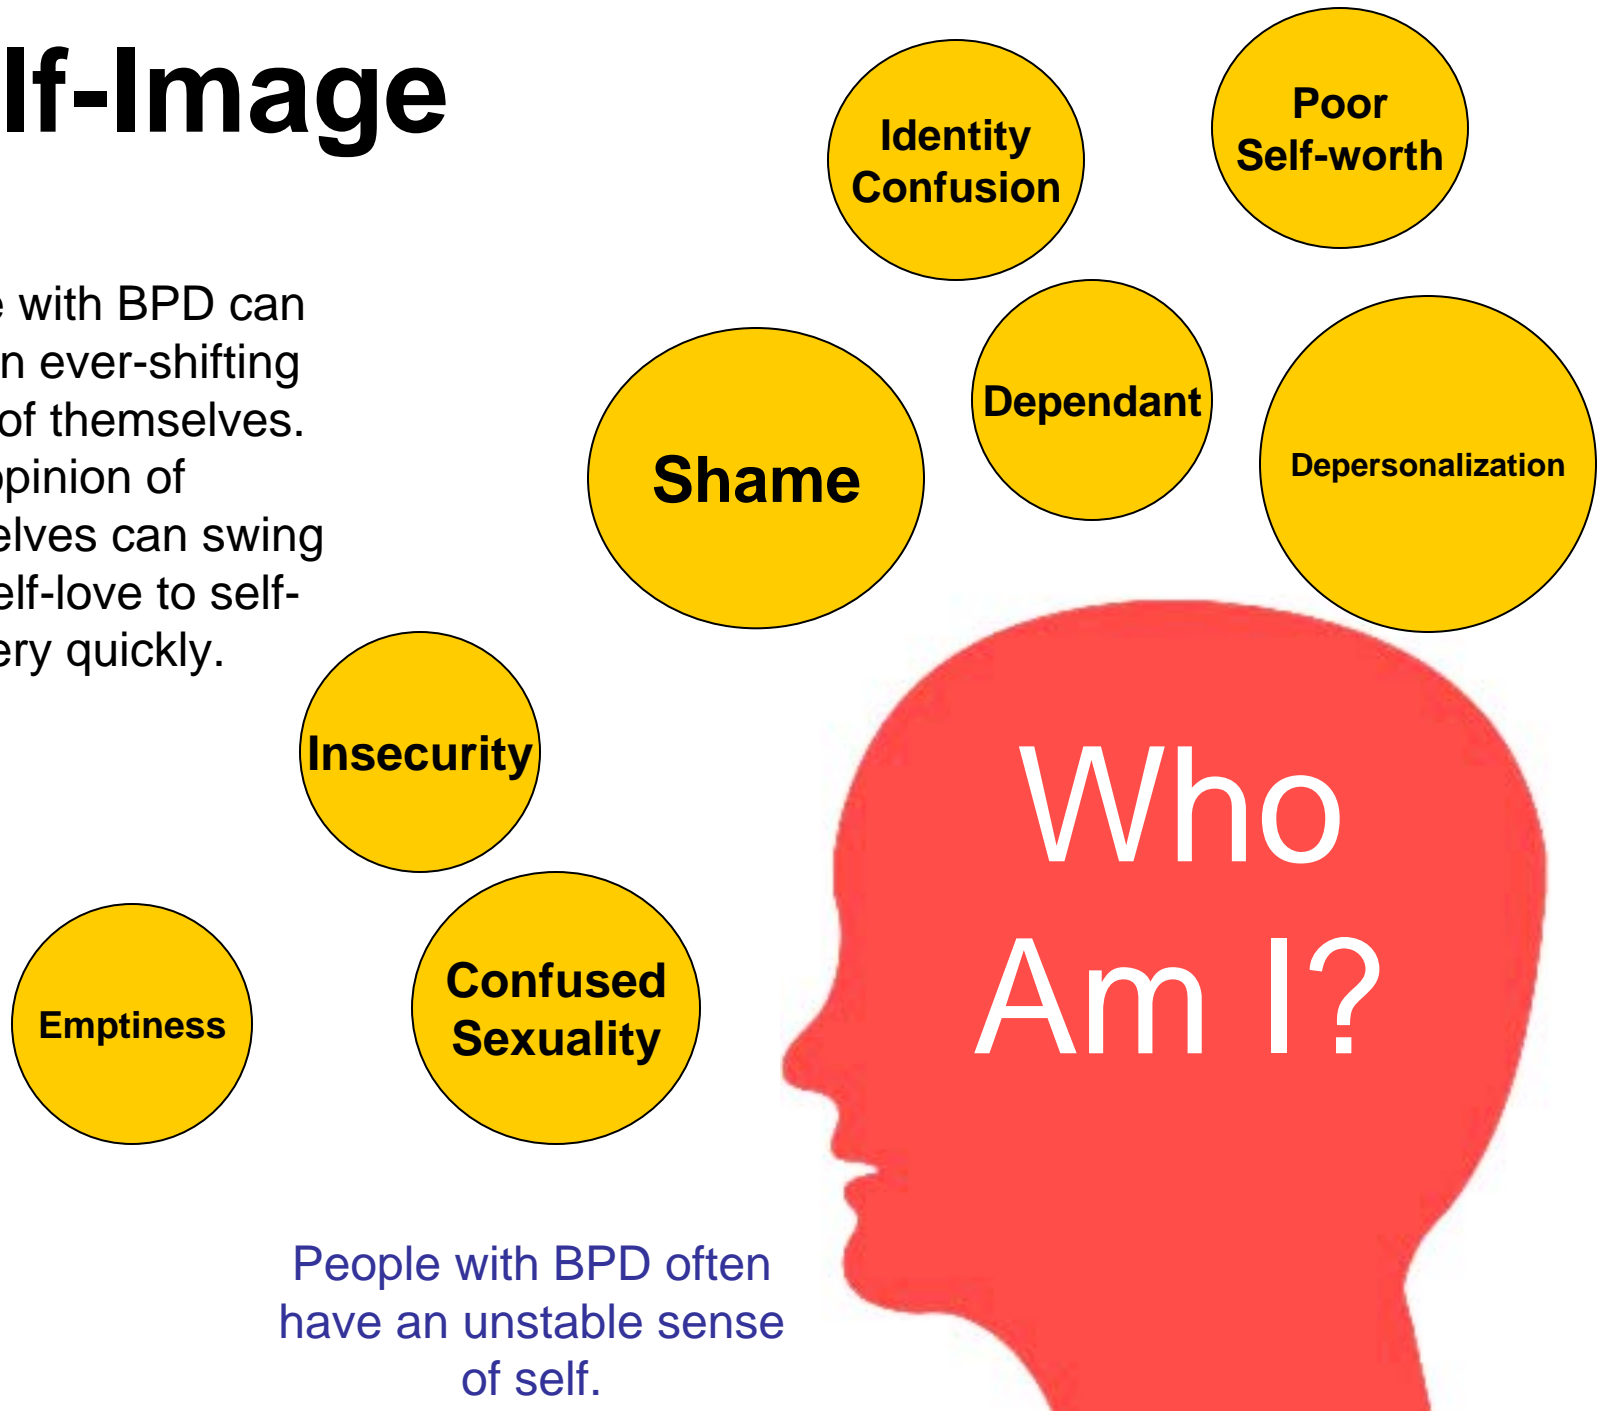 lf-Image
e with BPD can
n ever-shifting
of themselves.
opinion of
elves can swing
elf-love to self-
ery quickly.
Identity
Confusion
Poor
Self-worth
Shame
Dependant
Depersonalization
Insecurity
Emptiness
Confused
Sexuality
Who
Am I?
People with BPD often
have an unstable sense
of self.